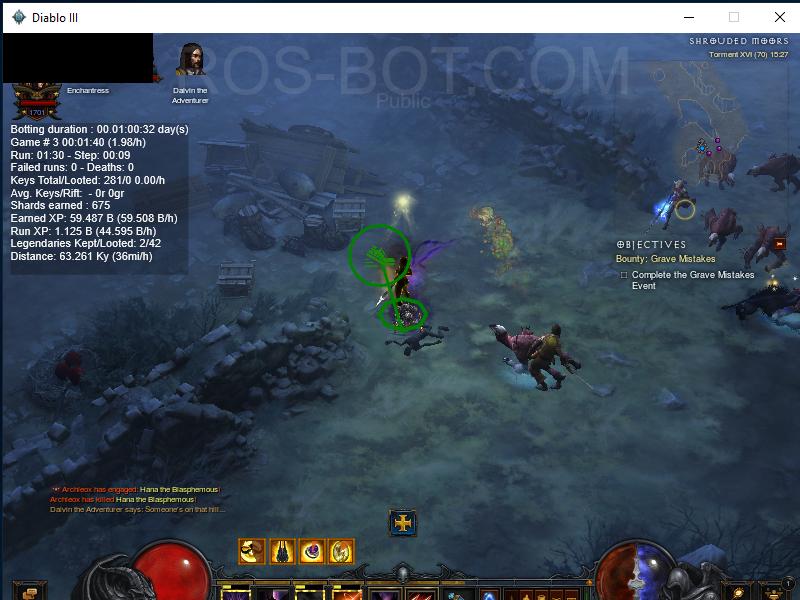 Diablo III
SHROUDED MOORS
Torment XVI (70) 15:27
ROS-BOT.COM
Public
Enchantress
Dalvin the
Adventurer
1701
Botting duration : 00.01:00:32 day(s)
Game # 3 00:01:40 (1.98/h)
Run: 01:30 - Step: 00:09
Failed runs: 0 - Deaths: 0
Keys Total/Looted: 281/0 0.00/h
Avg. Keys/Rift: - 0r 0gr
Shards earned : 675
Earned XP: 59.487 B (59.508 B/h)
Run XP: 1.125 B (44.595 B/h)
Legendaries Kept/Looted: 2/42
Distance: 63.261 Ky (36mi/h)
OBJECTIVES
Bounty: Grave Mistakes
Complete the Grave Mistakes
Event
Archleox has engaged: Hana the Blasphemous!
Archleox has killed Hana the Blasphemous!
Dalvin the Adventurer says: Someone's on that hill...
1